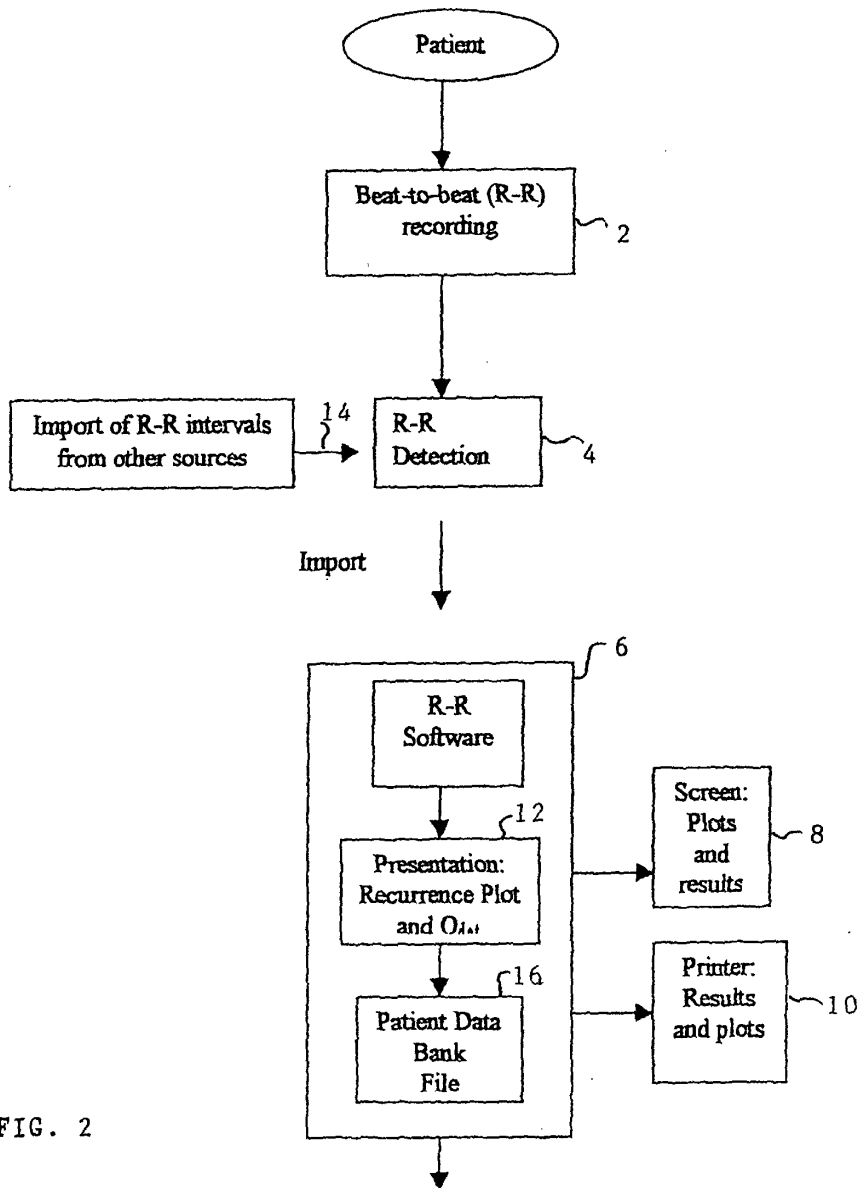 Patient
Beat-to-beat (R-R)
recording
2
Import of R-R intervals
from other sources
14
R-R
Detection
4
Import
6
R-R
Software
12
Presentation:
Recurrence Plot
and
16
Patient Data
Bank
File
Screen:
Plots
and
results
8
Printer:
Results
and plots
10
FIG. 2